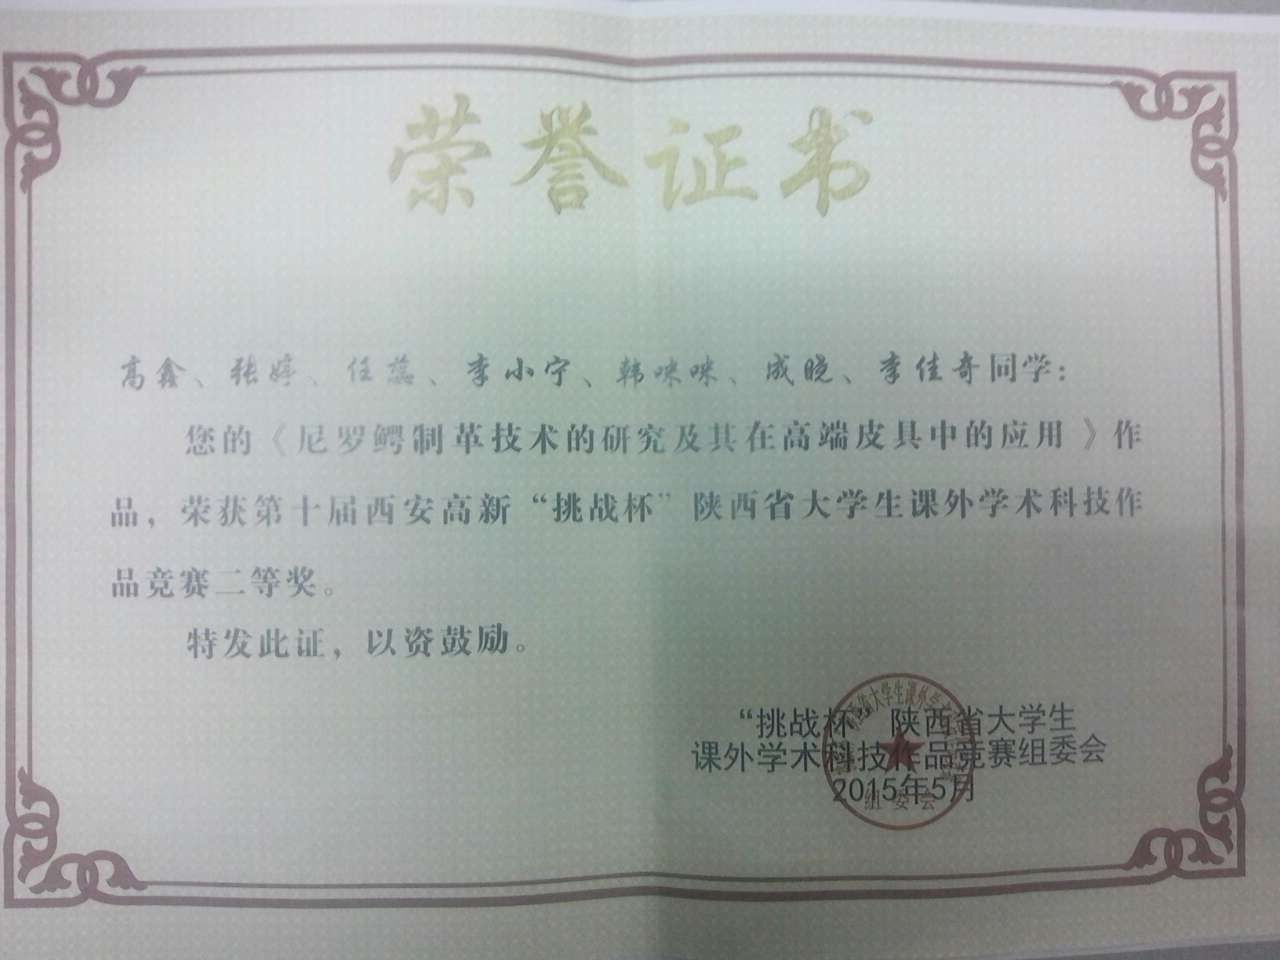 荣誉证书
高鑫、张婷、任蕊、李小宁、韩咪咪、成晓、李佳奇同学：
您的《尼罗鳄制革技术的研究及其在高端皮具中的应用》作
品，荣获第十届西安高新“挑战杯”陕西省大学生课外学术科技作
品竞赛二等奖。
特发此证，以资鼓励。
“挑战杯”陕西省大学生
课外学术科技作品竞赛组委会
2015年5月
组委会